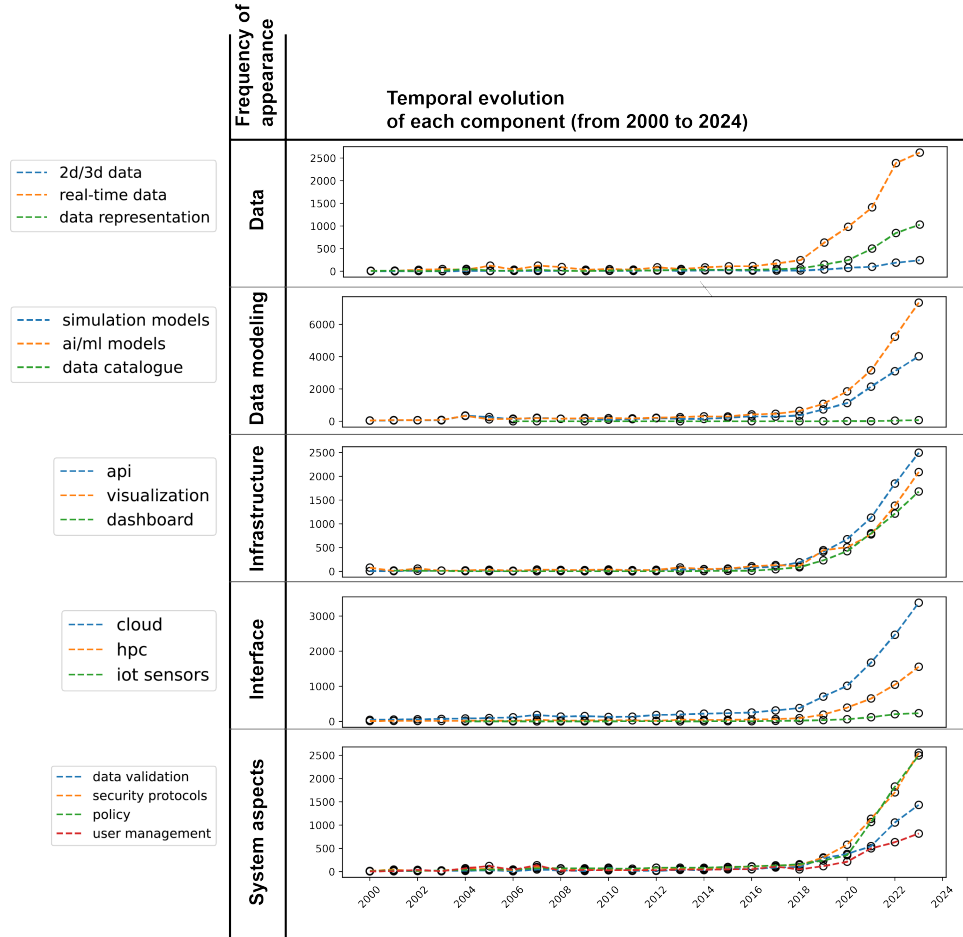 Frequency of
appearance
Temporal evolution
of each component (from 2000 to 2024)
2d/3d data
real-time data
data representation
Data
2500
2000
1500
1000
500
0
simulation models
ai/ml models
data catalogue
Data modeling
6000
4000
2000
0
api
visualization
dashboard
Infrastructure
2500
2000
1500
1000
500
0
cloud
hpc
iot sensors
Interface
3000
2000
1000
0
data validation
security protocols
policy
user management
System aspects
2500
2000
1500
1000
500
0
2000
2002
2004
2006
2008
2010
2012
2014
2016
2018
2020
2022
2024